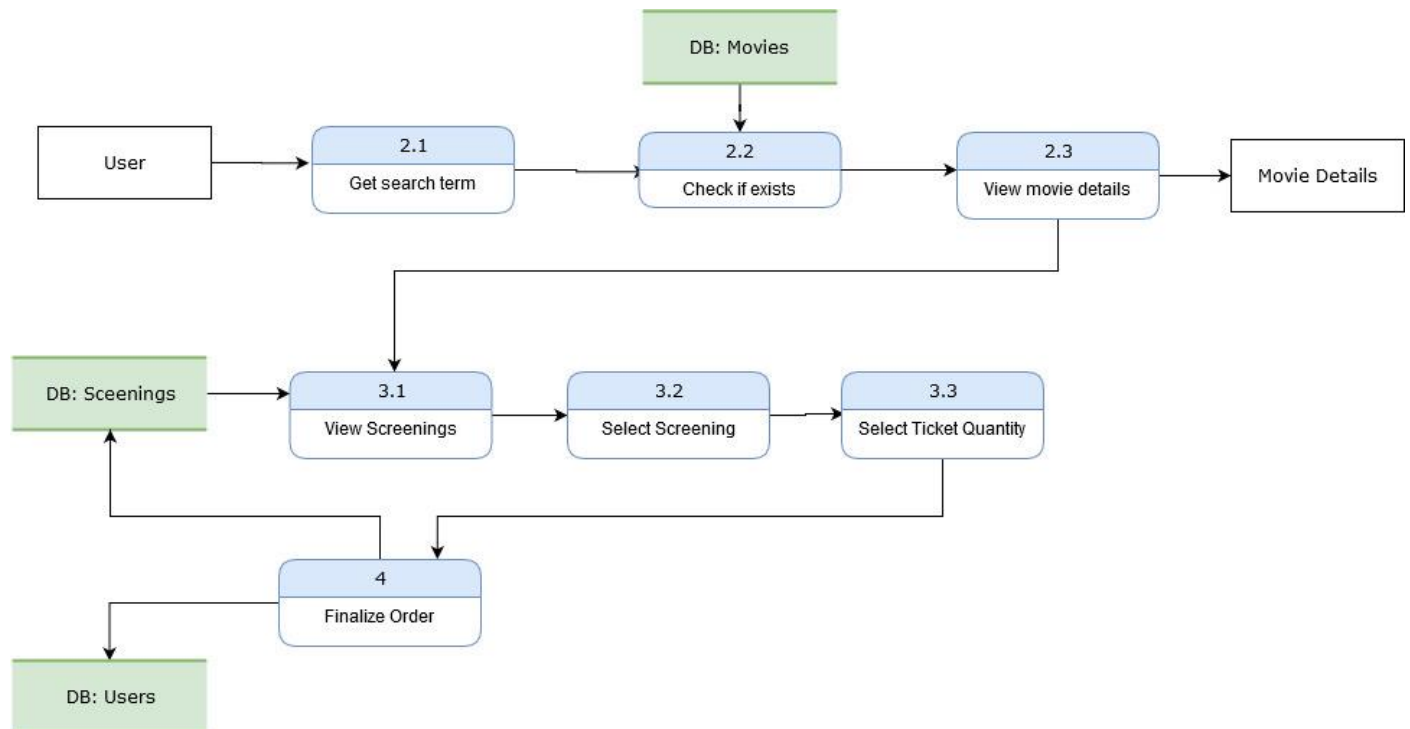 DB: Movies
User
2.1
Get search term
2.2
Check if exists
2.3
View movie details
Movie Details
DB: Sceenings
3.1
View Screenings
3.2
Select Screening
3.3
Select Ticket Quantity
4
Finalize Order
DB: Users